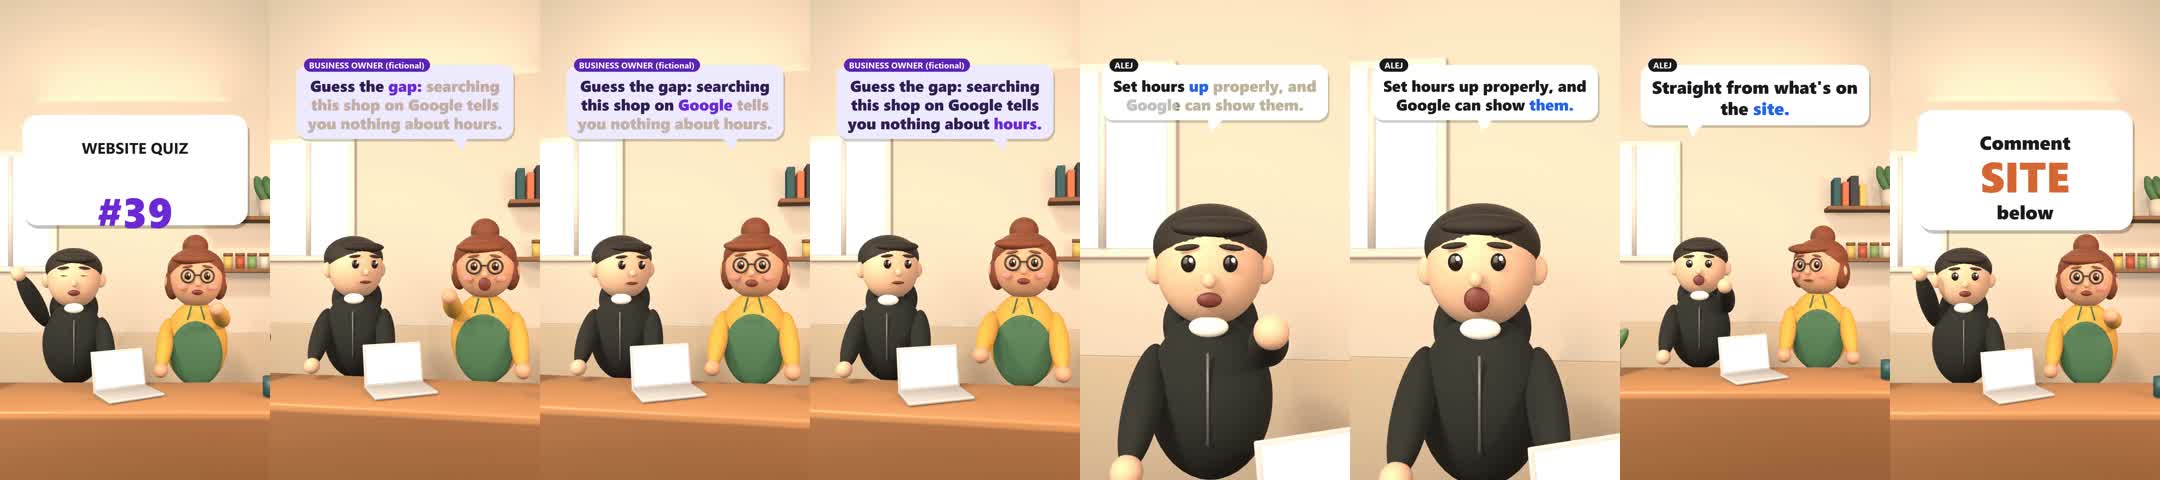 WEBSITE QUIZ
#39
BUSINESS OWNER (fictional)
Guess the gap: searching
this shop on Google tells
you nothing about hours.
BUSINESS OWNER (fictional)
Guess the gap: searching
this shop on Google tells
you nothing about hours.
BUSINESS OWNER (fictional)
Guess the gap: searching
this shop on Google tells
you nothing about hours.
ALEJ
Set hours up properly, and
Google can show them.
ALEJ
Set hours up properly, and
Google can show them.
ALEJ
Straight from what's on
the site.
Comment
SITE
below